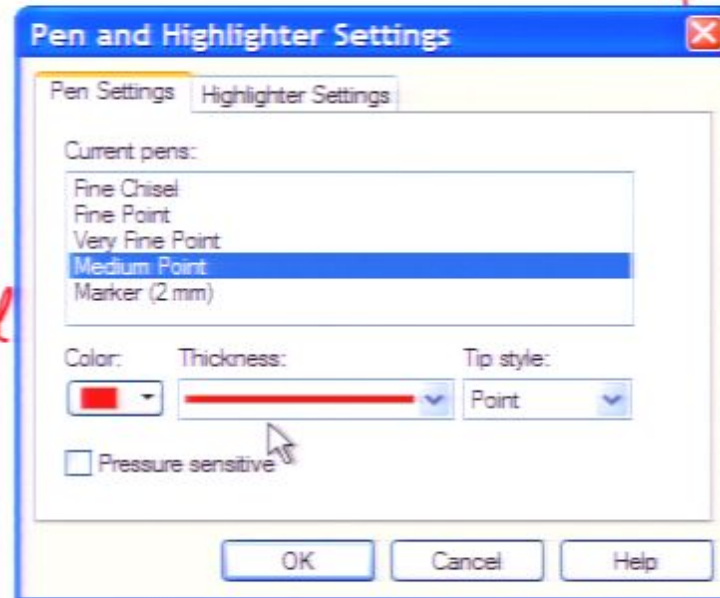 Pen and Highlighter Settings
Pen Settings Highlighter Settings
Current pens:
Fine Chisel
Fine Point
Very Fine Point
Medium Point
Marker (2 mm)
Color: Thickness: Tip style:
Point
Pressure sensitive
OK Cancel Help